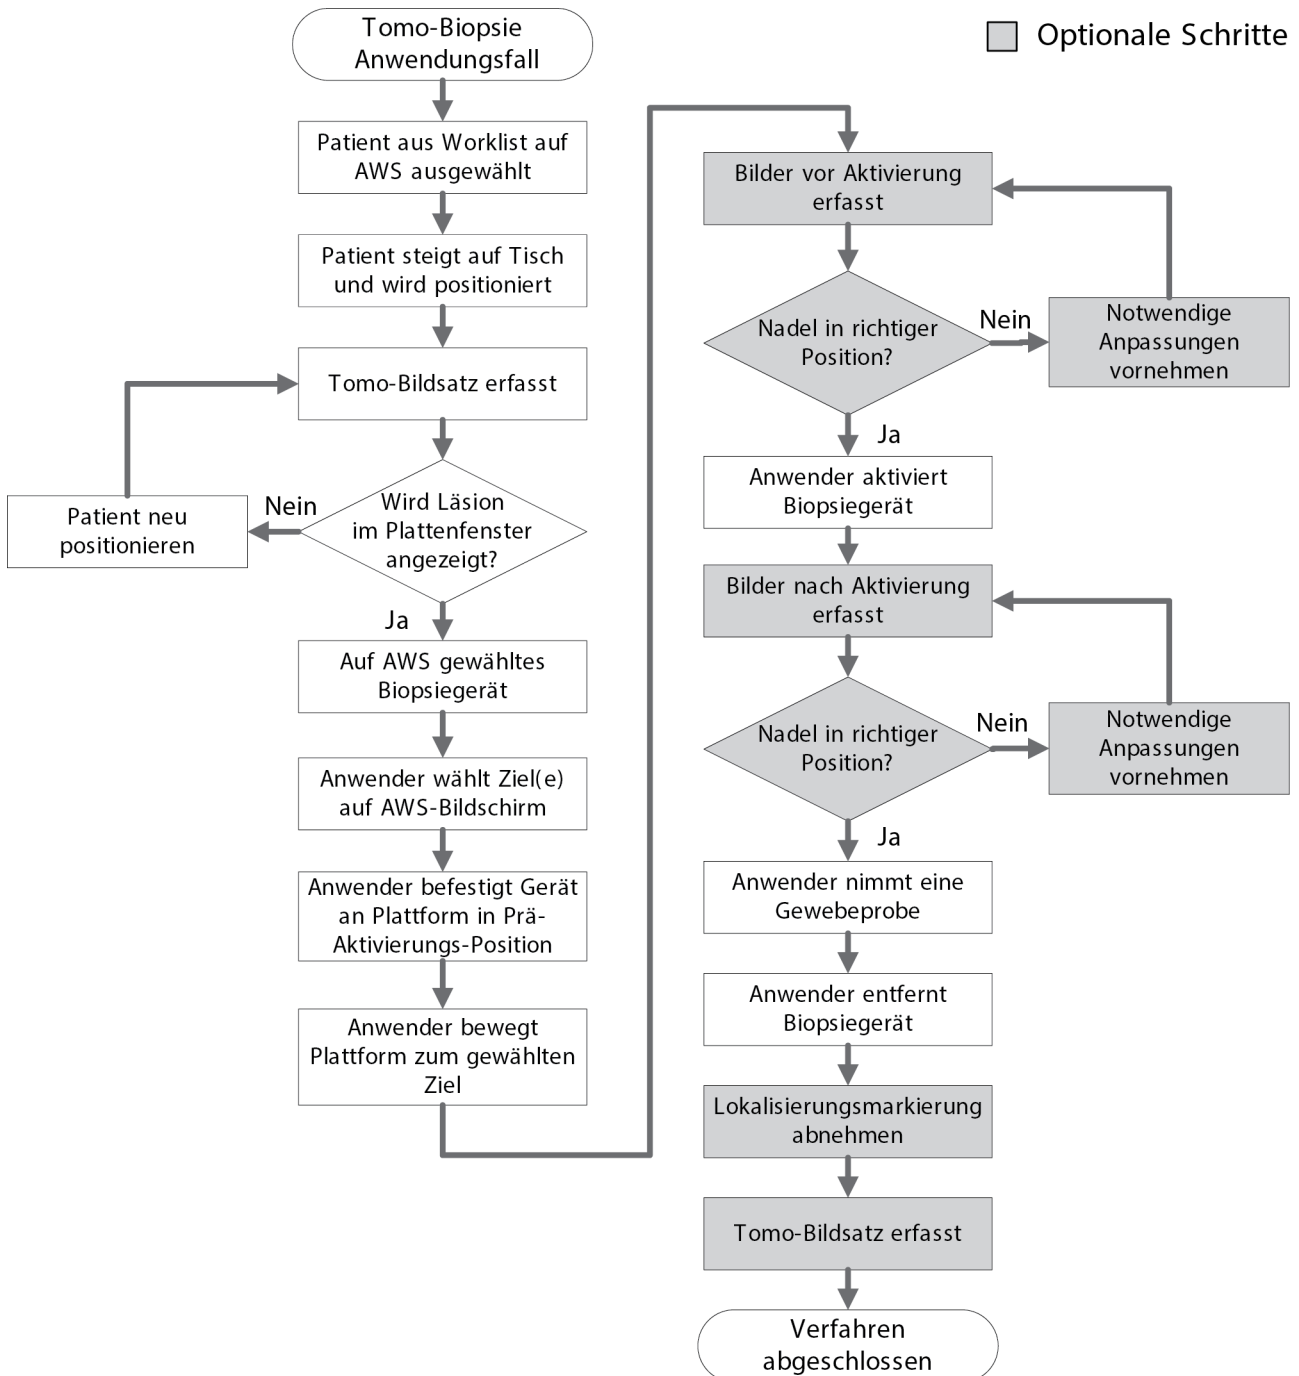 Tomo-Biopsie
Anwendungsfall
Optionale Schritte
Patient aus Worklist auf
AWS ausgewählt
Patient steigt auf Tisch
und wird positioniert
Tomo-Bildsatz erfasst
Wird Läsion
im Plattenfenster
angezeigt?
Nein
Patient neu
positionieren
Ja
Auf AWS gewähltes
Biopsiegerät
Anwender wählt Ziel(e)
auf AWS-Bildschirm
Anwender befestigt Gerät
an Plattform in Prä-
Aktivierungs-Position
Anwender bewegt
Plattform zum gewählten
Ziel
Bilder vor Aktivierung
erfasst
Nadel in richtiger
Position?
Nein
Notwendige
Anpassungen
vornehmen
Ja
Anwender aktiviert
Biopsiegerät
Bilder nach Aktivierung
erfasst
Nadel in richtiger
Position?
Nein
Notwendige
Anpassungen
vornehmen
Ja
Anwender nimmt eine
Gewebeprobe
Anwender entfernt
Biopsiegerät
Lokalisierungsmarkierung
abnehmen
Tomo-Bildsatz erfasst
Verfahren
abgeschlossen